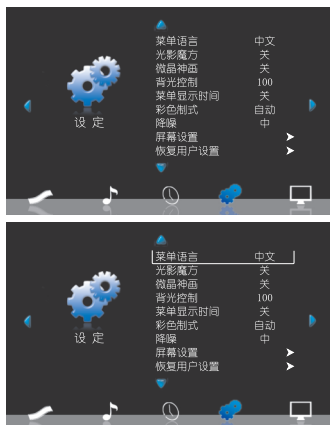 菜单语言 中文
光影魔方 关
微晶神画 关
背光控制 100
菜单显示时间 关
彩色制式 自动
降噪 中
屏幕设置
恢复用户设置
设 定
菜单语言 中文
光影魔方 关
微晶神画 关
背光控制 100
菜单显示时间 关
彩色制式 自动
降噪 中
屏幕设置
恢复用户设置
设 定